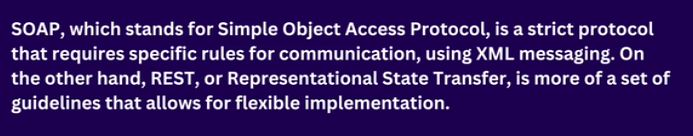 SOAP, which stands for Simple Object Access Protocol, is a strict protocol
that requires specific rules for communication, using XML messaging. On
the other hand, REST, or Representational State Transfer, is more of a set of
guidelines that allows for flexible implementation.